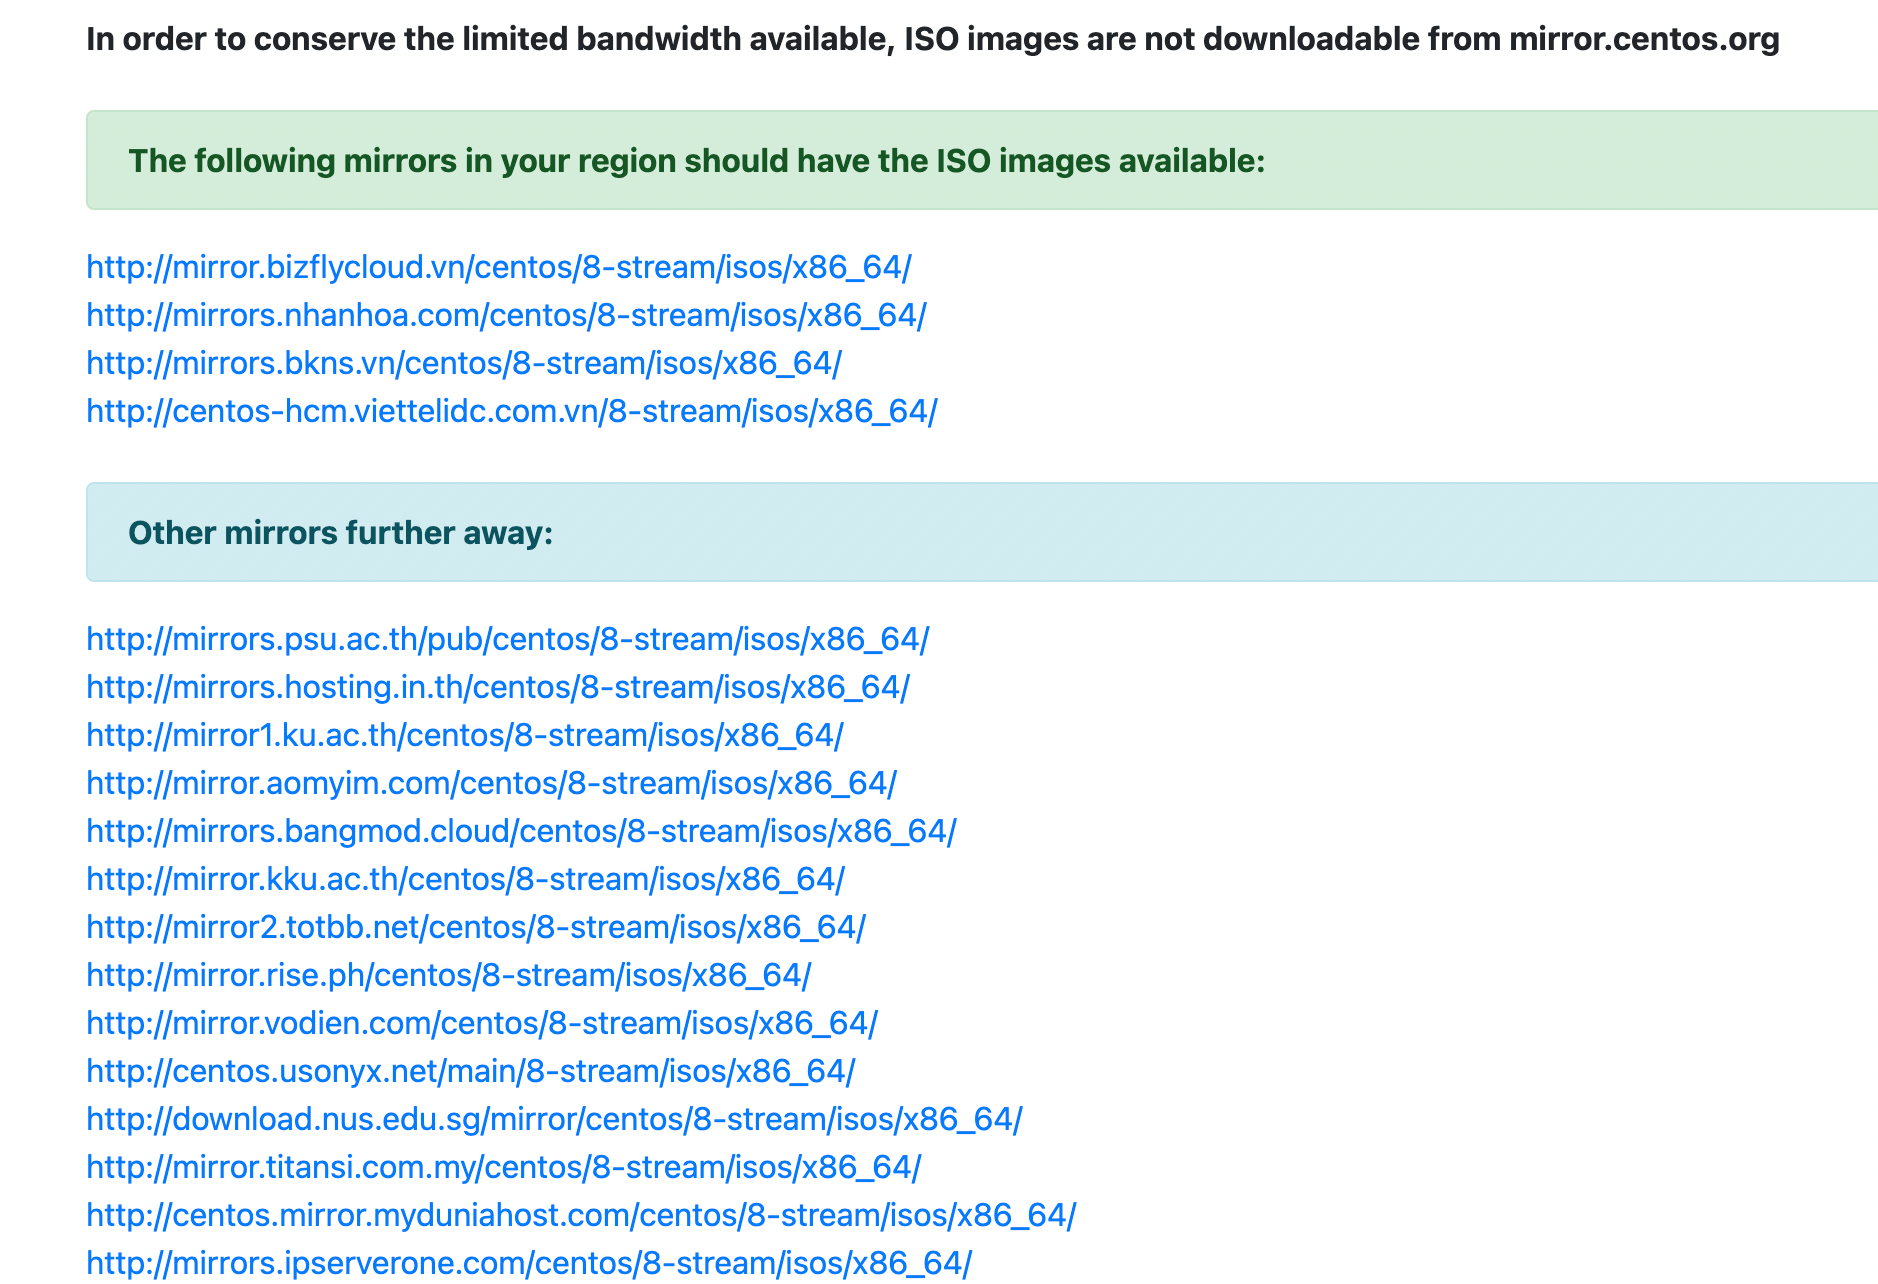 In order to conserve the limited bandwidth available, ISO images are not downloadable from mirror.centos.org
The following mirrors in your region should have the ISO images available:
http://mirror.bizflycloud.vn/centos/8-stream/isos/x86_64/
http://mirrors.nhanhoa.com/centos/8-stream/isos/x86_64/
http://mirrors.bkns.vn/centos/8-stream/isos/x86_64/
http://centos-hcm.viettelidc.com.vn/8-stream/isos/x86_64/
Other mirrors further away:
http://mirrors.psu.ac.th/pub/centos/8-stream/isos/x86_64/
http://mirrors.hosting.in.th/centos/8-stream/isos/x86_64/
http://mirror1.ku.ac.th/centos/8-stream/isos/x86_64/
http://mirror.aomyim.com/centos/8-stream/isos/x86_64/
http://mirrors.bangmod.cloud/centos/8-stream/isos/x86_64/
http://mirror.kku.ac.th/centos/8-stream/isos/x86_64/
http://mirror2.totbb.net/centos/8-stream/isos/x86_64/
http://mirror.rise.ph/centos/8-stream/isos/x86_64/
http://mirror.vodien.com/centos/8-stream/isos/x86_64/
http://centos.usonyx.net/main/8-stream/isos/x86_64/
http://download.nus.edu.sg/mirror/centos/8-stream/isos/x86_64/
http://mirror.titansi.com.my/centos/8-stream/isos/x86_64/
http://centos.mirror.myduniahost.com/centos/8-stream/isos/x86_64/
http://mirrors.ipserverone.com/centos/8-stream/isos/x86_64/